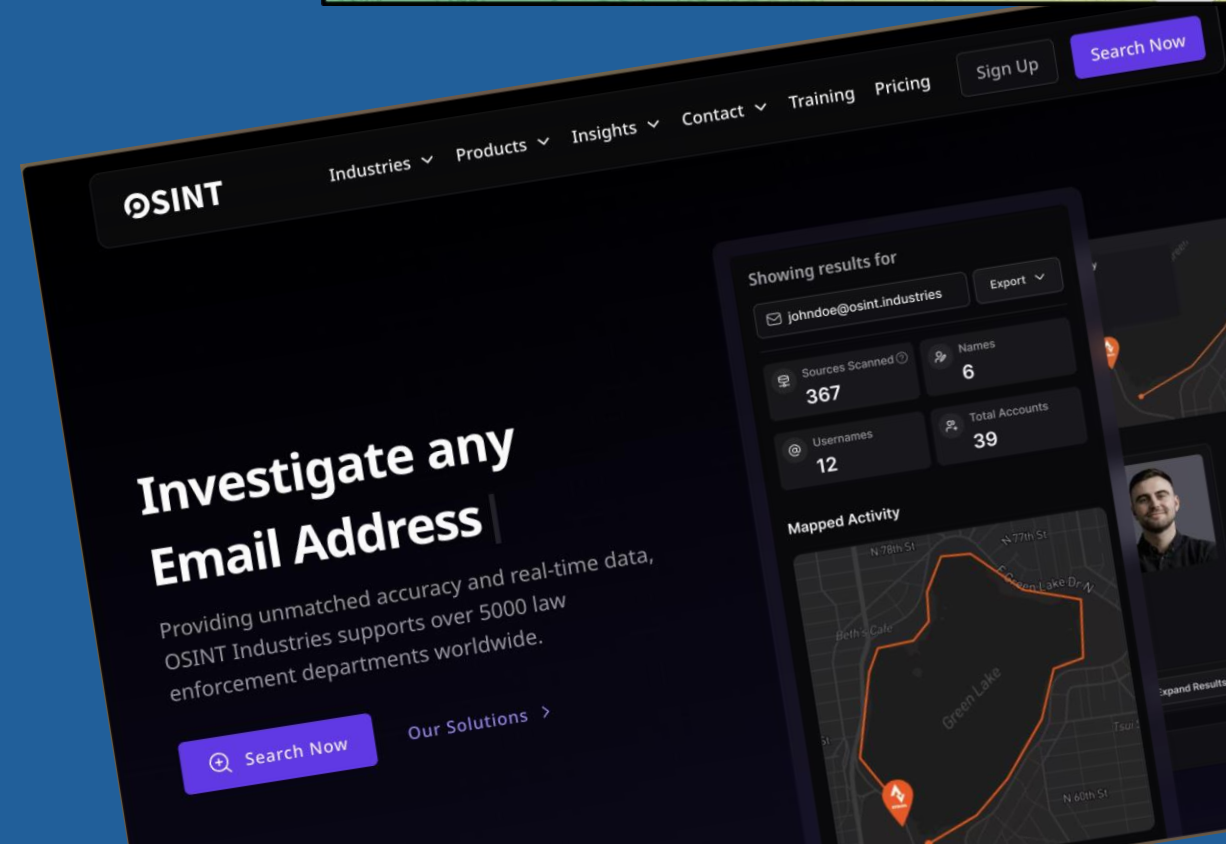 OSINT
Industries
Products
Insights
Contact
Training
Pricing
Sign Up
Search Now
Investigate any
Email Address
Providing unmatched accuracy and real-time data,
OSINT Industries supports over 5000 law
enforcement departments worldwide.
Search Now
Our Solutions
Showing results for
johndoe@osint.industries
Export
Sources Scanned
367
Names
6
Usernames
12
Total Accounts
39
Mapped Activity
N 78th St
N 77th St
E Green Lake Dr N
Beth's Cafe
Green Lake
St
N 60th St
Expand Results